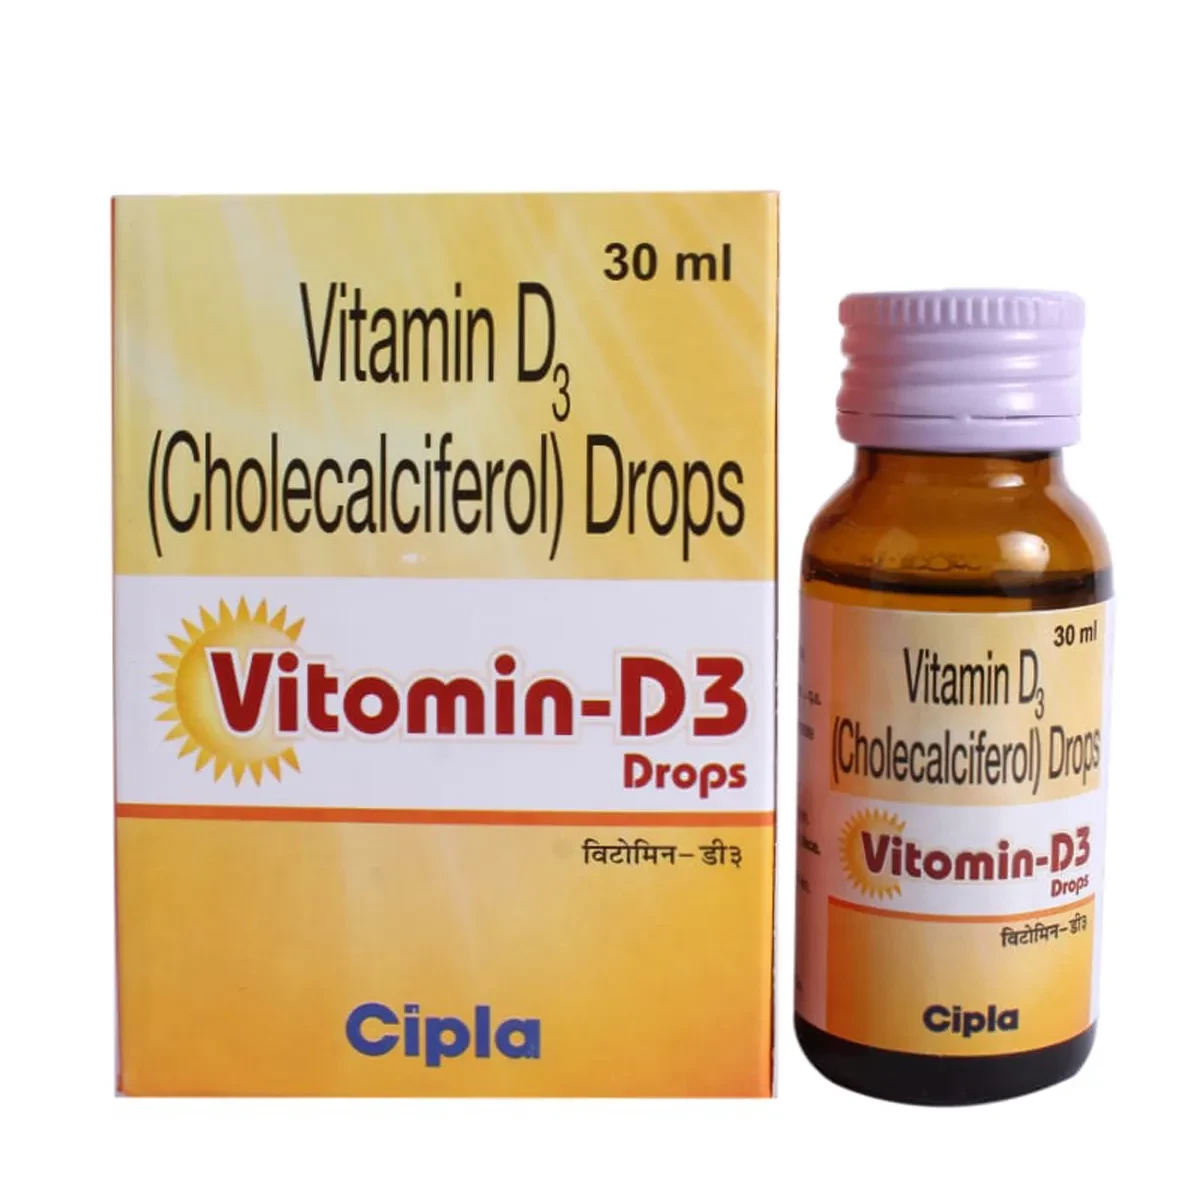 30 ml
Vitamin D3
(Cholecalciferol) Drops
Vitomin-D3
Drops
विटोमिन-डी३
Cipla
30 ml
Vitamin D3
(Cholecalciferol) Drops
Vitomin-D3
Drops
विटोमिन-डी३
Cipla